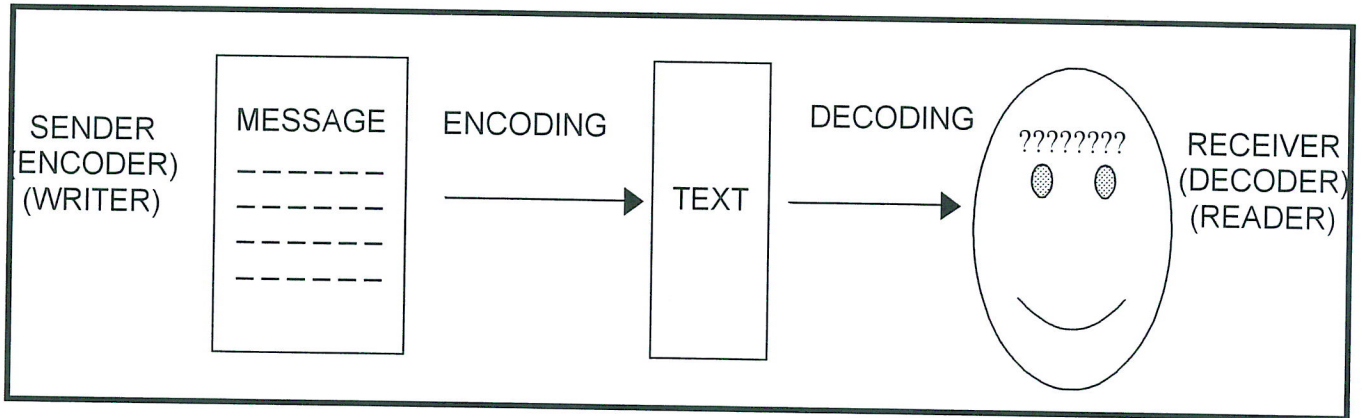 SENDER
(ENCODER)
(WRITER)
MESSAGE
ENCODING
TEXT
DECODING
????????
RECEIVER
(DECODER)
(READER)